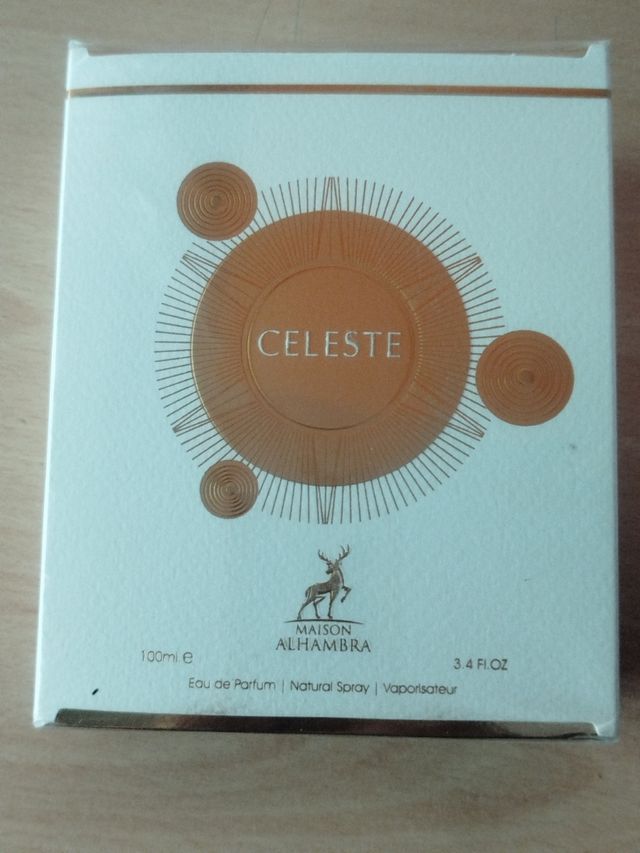 CELESTE
MAISON
ALHAMBRA
100ml. e 3.4 Fl.OZ
Eau de Parfum | Natural Spray | Vaporisateur